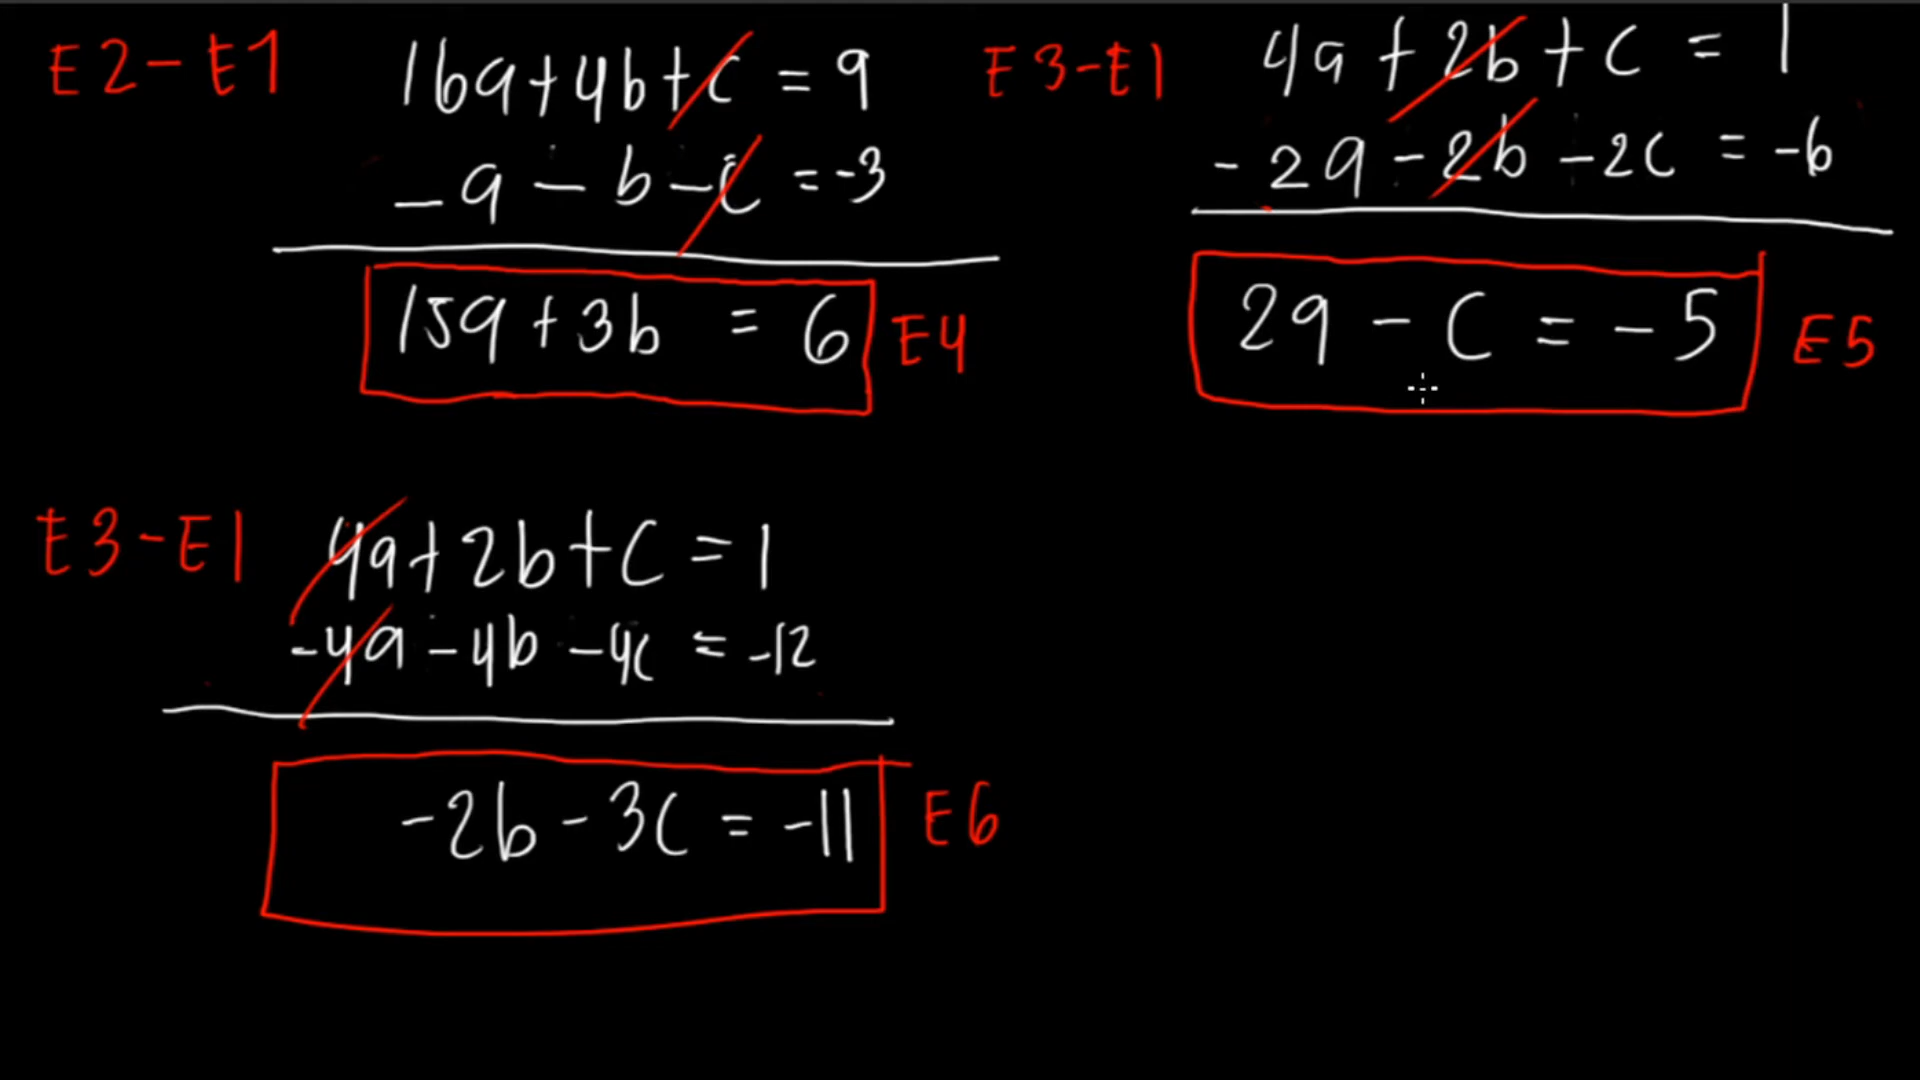 E2-E1 16a+4b+c = 9
-a - b - c = -3
15a+3b = 6 E4
E3-E1 4a + 2b + c = 1
-2a - 2b - 2c = -6
2a - c = -5 E5
E3-E1 4a+2b+c = 1
-4a - 4b - 4c = -12
-2b - 3c = -11 E6